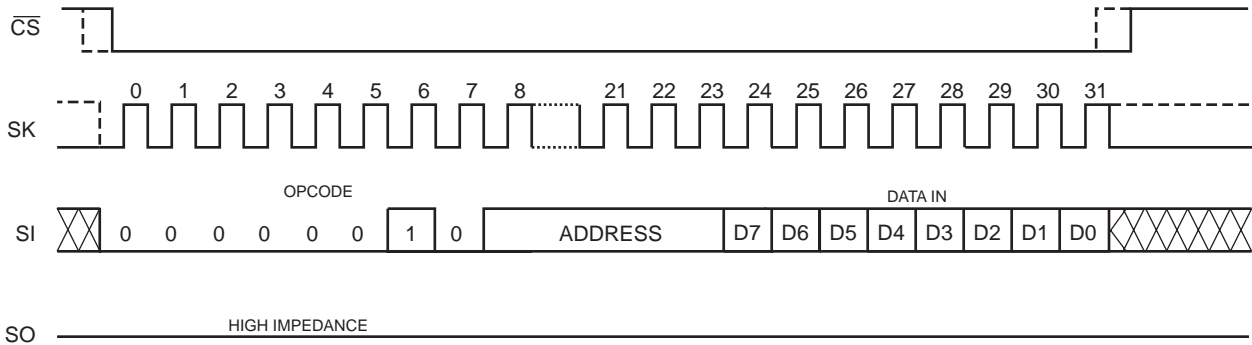 CS
0 1 2 3 4 5 6 7 8 21 22 23 24 25 26 27 28 29 30 31
SK
OPCODE DATA IN
SI 0 0 0 0 0 0 1 0 ADDRESS D7 D6 D5 D4 D3 D2 D1 D0
HIGH IMPEDANCE
SO